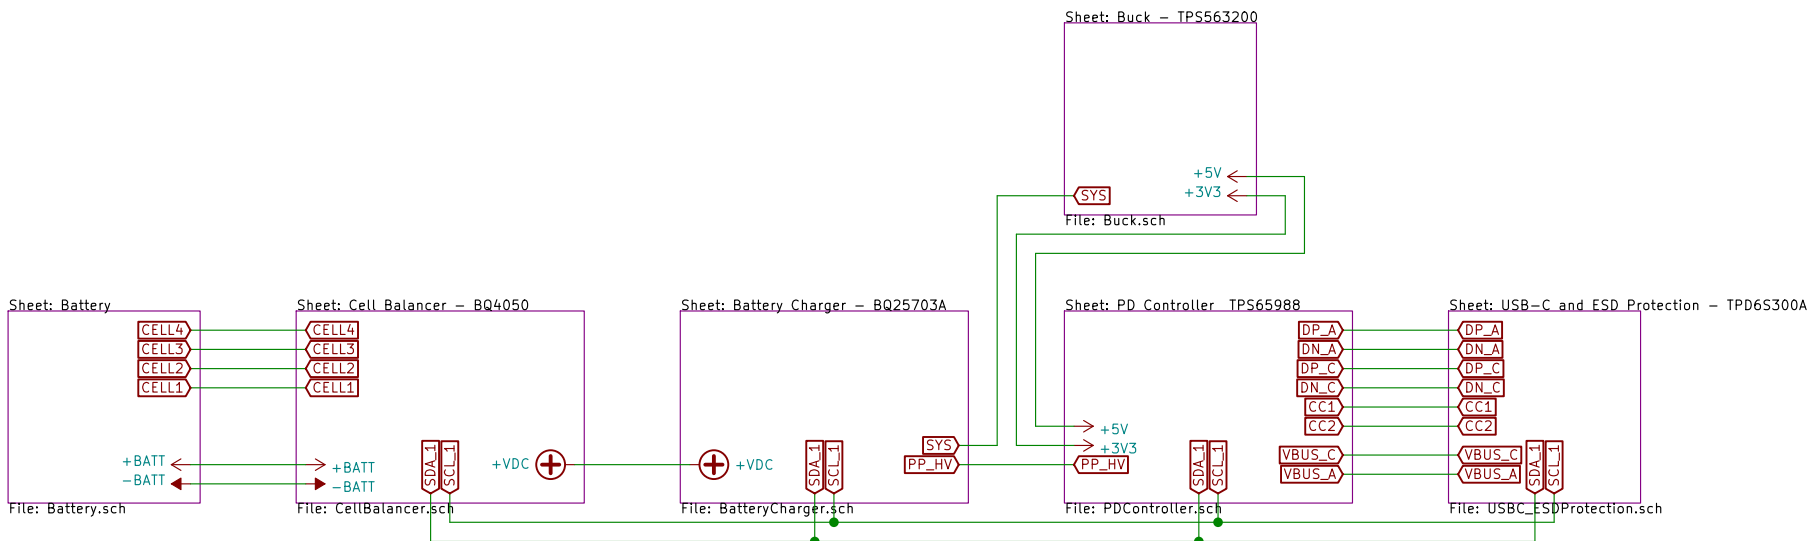 Sheet: Buck - TPS563200
+5V
+3V3
SYS
File: Buck.sch
Sheet: Battery
CELL4
CELL3
CELL2
CELL1
+BATT
-BATT
File: Battery.sch
Sheet: Cell Balancer - BQ4050
CELL4
CELL3
CELL2
CELL1
+BATT
-BATT
SDA_1
SCL_1
+VDC
File: CellBalancer.sch
Sheet: Battery Charger - BQ25703A
+VDC
SDA_1
SCL_1
SYS
PP_HV
File: BatteryCharger.sch
Sheet: PD Controller  TPS65988
DP_A
DN_A
DP_C
DN_C
CC1
CC2
VBUS_C
VBUS_A
+5V
+3V3
PP_HV
SDA_1
SCL_1
File: PDController.sch
Sheet: USB-C and ESD Protection - TPD6S300A
DP_A
DN_A
DP_C
DN_C
CC1
CC2
VBUS_C
VBUS_A
SDA_1
SCL_1
File: USBC_ESDProtection.sch